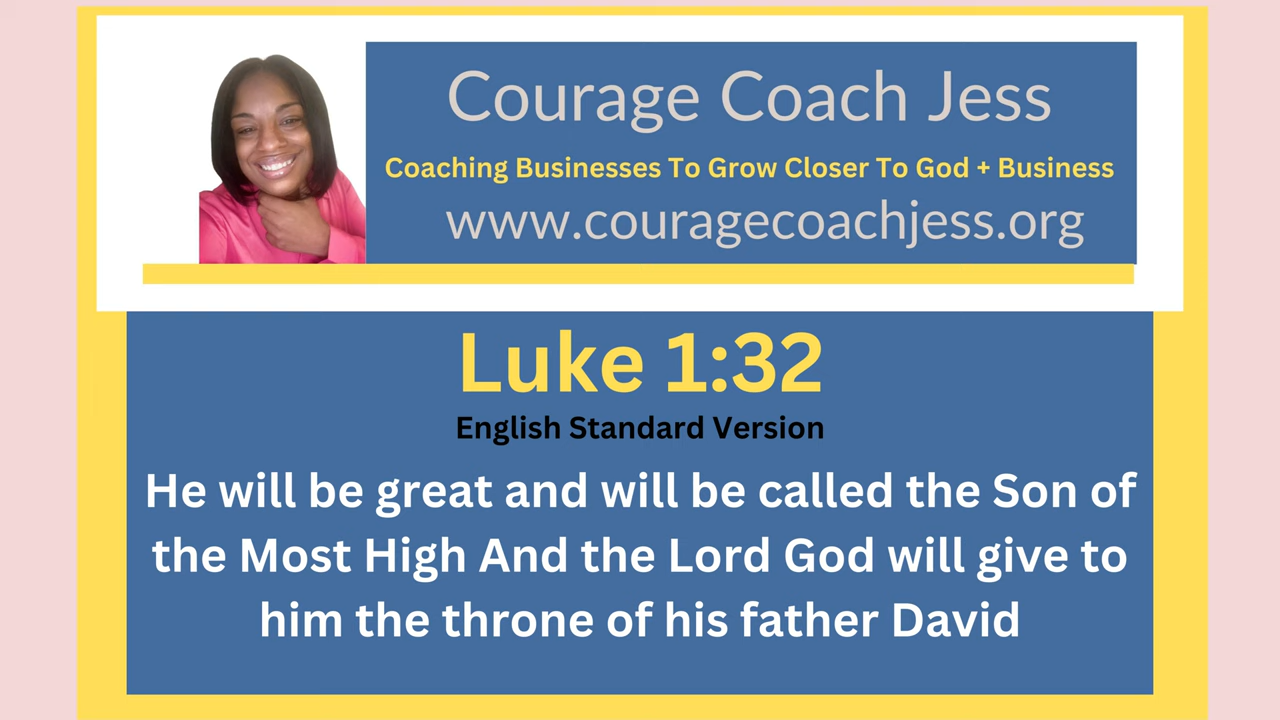 Courage Coach Jess
Coaching Businesses To Grow Closer To God + Business
www.couragecoachjess.org
Luke 1:32
English Standard Version
He will be great and will be called the Son of
the Most High And the Lord God will give to
him the throne of his father David